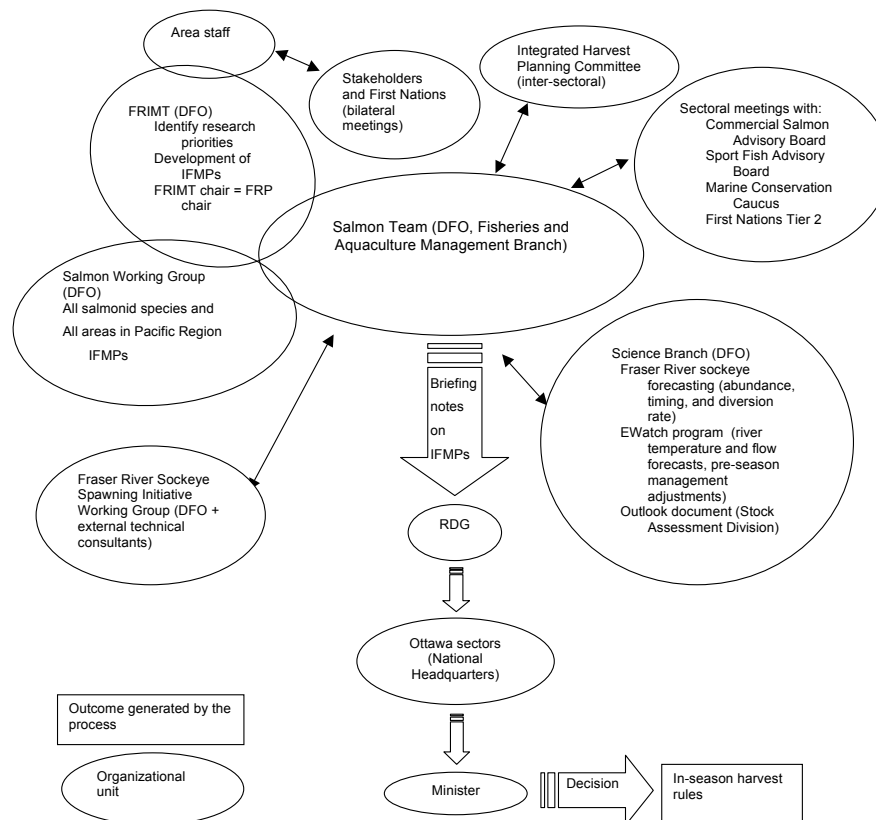 Area staff
Stakeholders
and First Nations
(bilateral
meetings)
Integrated Harvest
Planning Committee
(inter-sectoral)
FRIMT (DFO)
Identify research
priorities
Development of
IFMPs
FRIMT chair = FRP
chair
Sectoral meetings with:
Commercial Salmon
Advisory Board
Sport Fish Advisory
Board
Marine Conservation
Caucus
First Nations Tier 2
Salmon Team (DFO, Fisheries and
Aquaculture Management Branch)
Salmon Working Group
(DFO)
All salmonid species and
All areas in Pacific Region
IFMPs
Briefing
notes
on
IFMPs
Science Branch (DFO)
Fraser River sockeye
forecasting (abundance,
timing, and diversion
rate)
EWatch program (river
temperature and flow
forecasts, pre-season
management
adjustments)
Outlook document (Stock
Assessment Division)
Fraser River Sockeye
Spawning Initiative
Working Group (DFO +
external technical
consultants)
RDG
Ottawa sectors
(National
Headquarters)
Outcome generated by the
process
Organizational
unit
Minister
Decision
In-season harvest
rules